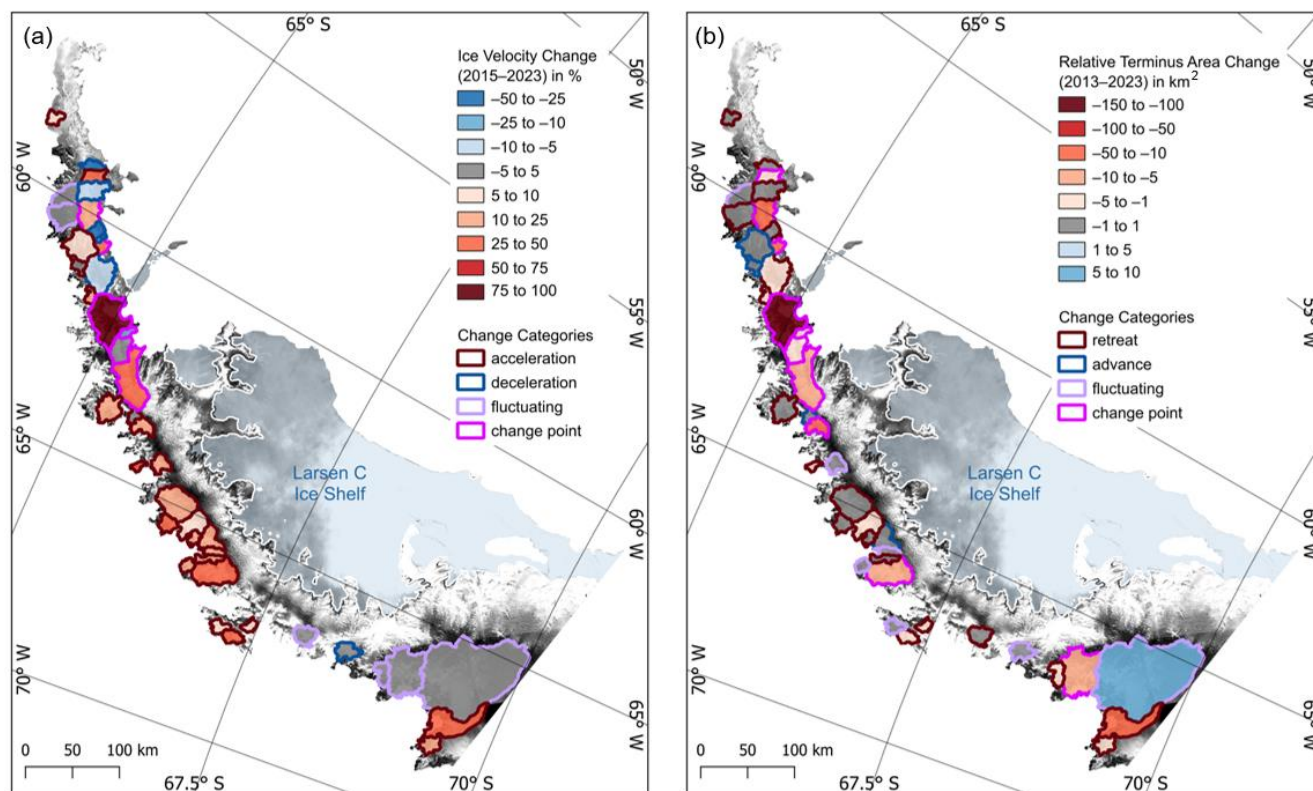 (a)
65° S
50° W
60° W
55° W
65° W
60° W
70° W
65° W
67.5° S
70° S
Ice Velocity Change
(2015–2023) in %
–50 to –25
–25 to –10
–10 to –5
–5 to 5
5 to 10
10 to 25
25 to 50
50 to 75
75 to 100
Change Categories
acceleration
deceleration
fluctuating
change point
Larsen C
Ice Shelf
0 50 100 km
(b)
65° S
50° W
60° W
55° W
65° W
60° W
70° W
65° W
67.5° S
70° S
Relative Terminus Area Change
(2013–2023) in km²
–150 to –100
–100 to –50
–50 to –10
–10 to –5
–5 to –1
–1 to 1
1 to 5
5 to 10
Change Categories
retreat
advance
fluctuating
change point
Larsen C
Ice Shelf
0 50 100 km